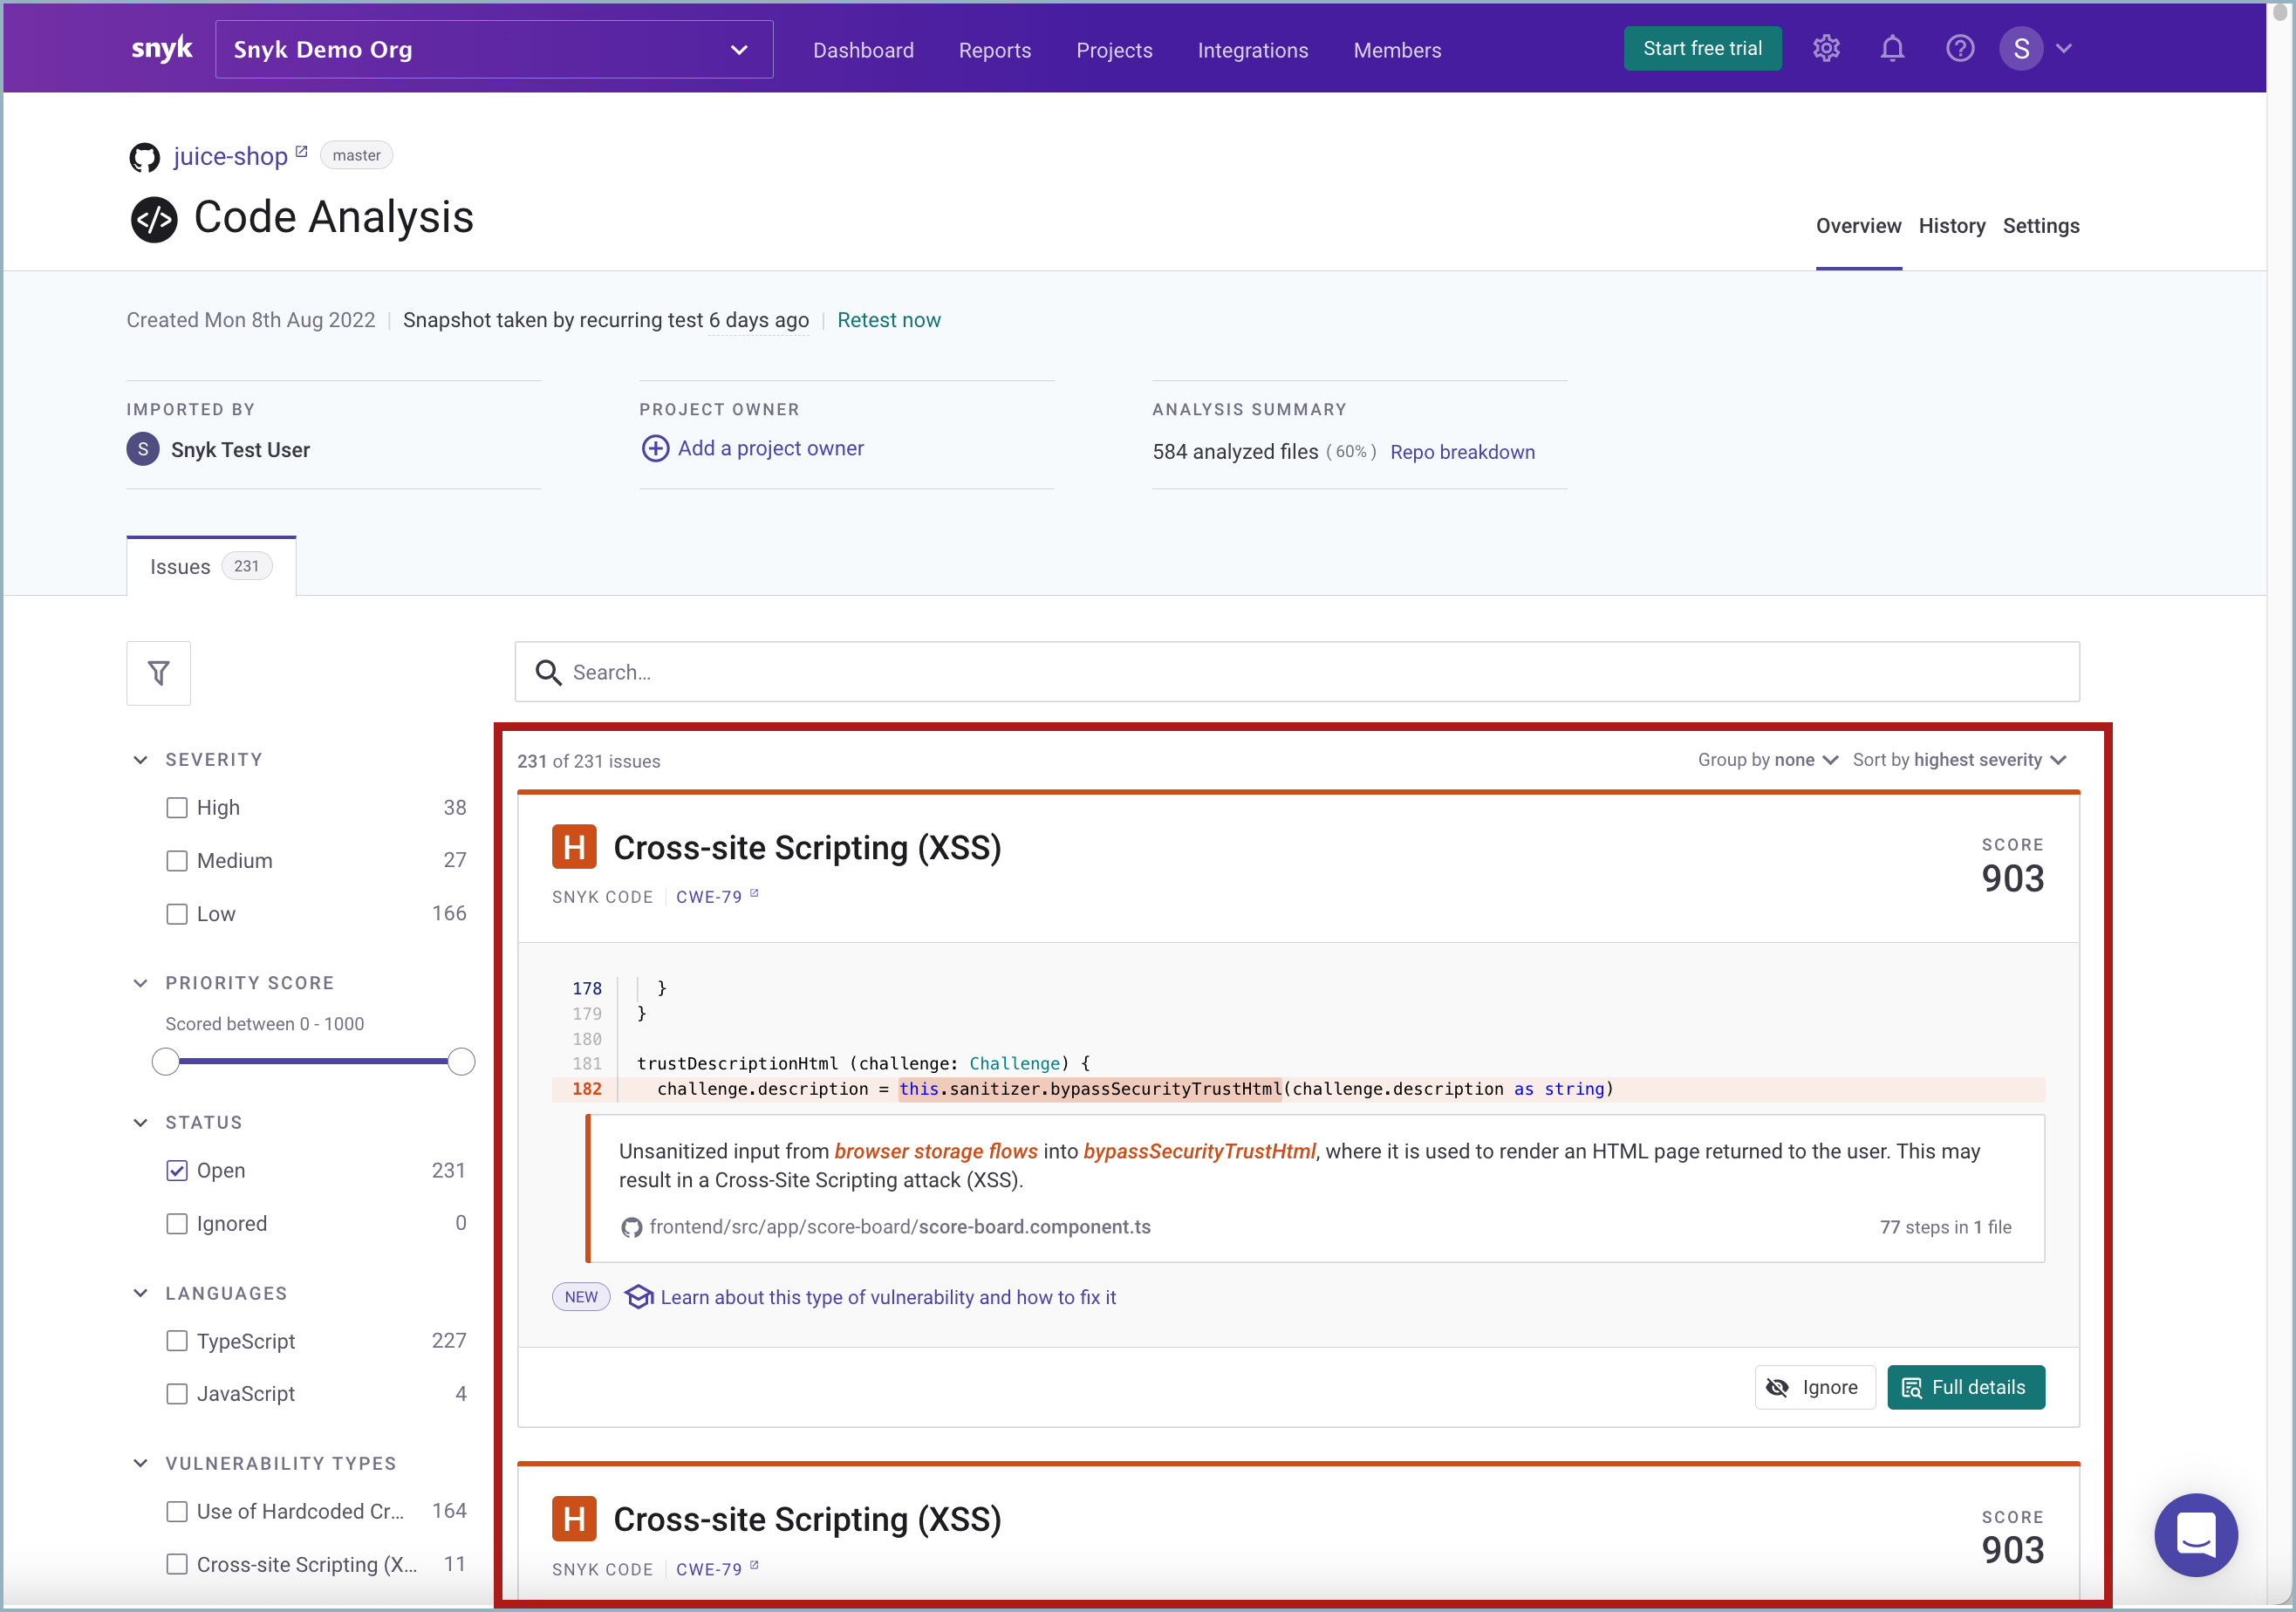 snyk Snyk Demo Org Dashboard Reports Projects Integrations Members Start free trial S
juice-shop master
Code Analysis
Overview History Settings
Created Mon 8th Aug 2022 Snapshot taken by recurring test 6 days ago Retest now
IMPORTED BY
S Snyk Test User
PROJECT OWNER
Add a project owner
ANALYSIS SUMMARY
584 analyzed files ( 60% ) Repo breakdown
Issues 231
Search...
SEVERITY
High 38
Medium 27
Low 166
PRIORITY SCORE
Scored between 0 - 1000
STATUS
Open 231
Ignored 0
LANGUAGES
TypeScript 227
JavaScript 4
VULNERABILITY TYPES
Use of Hardcoded Cr... 164
Cross-site Scripting (X... 11
231 of 231 issues Group by none Sort by highest severity
H Cross-site Scripting (XSS)
SCORE
903
SNYK CODE CWE-79
178 }
179 }
180
181 trustDescriptionHtml (challenge: Challenge) {
182 challenge.description = this.sanitizer.bypassSecurityTrustHtml(challenge.description as string)
Unsanitized input from browser storage flows into bypassSecurityTrustHtml, where it is used to render an HTML page returned to the user. This may
result in a Cross-Site Scripting attack (XSS).
frontend/src/app/score-board/score-board.component.ts 77 steps in 1 file
NEW Learn about this type of vulnerability and how to fix it
Ignore Full details
H Cross-site Scripting (XSS)
SCORE
903
SNYK CODE CWE-79